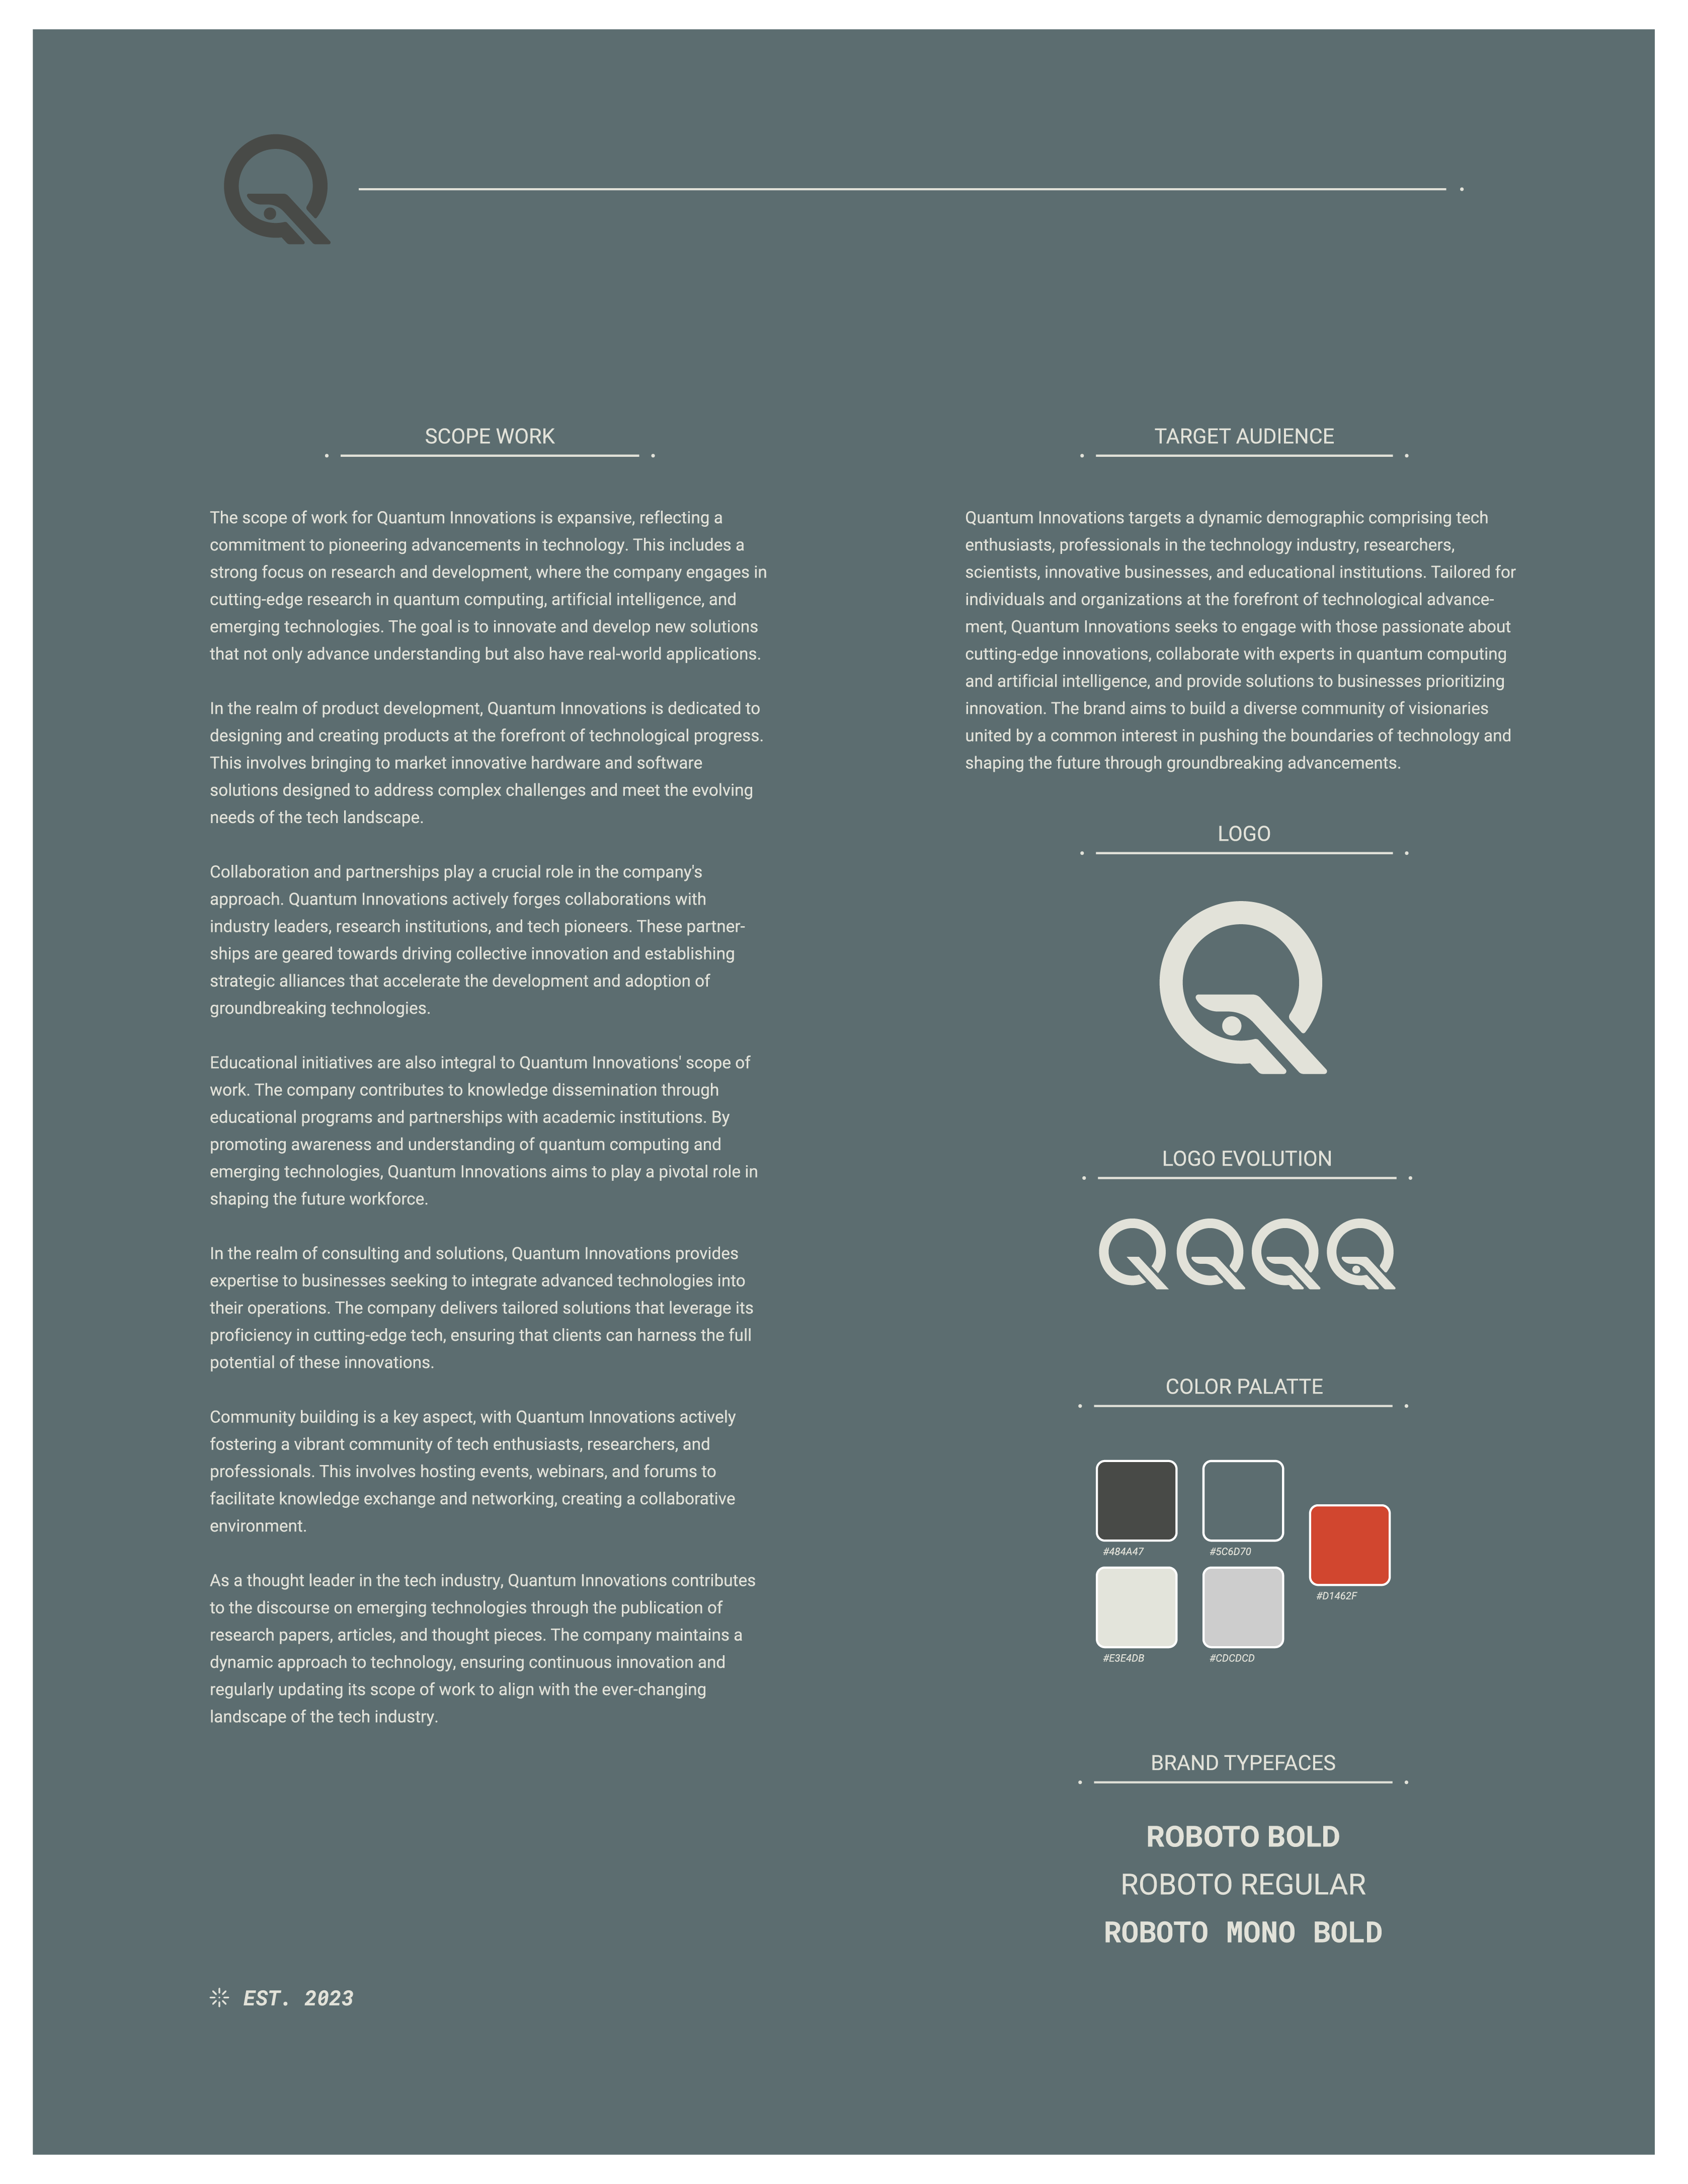 SCOPE WORK
The scope of work for Quantum Innovations is expansive, reflecting a
commitment to pioneering advancements in technology. This includes a
strong focus on research and development, where the company engages in
cutting-edge research in quantum computing, artificial intelligence, and
emerging technologies. The goal is to innovate and develop new solutions
that not only advance understanding but also have real-world applications.
In the realm of product development, Quantum Innovations is dedicated to
designing and creating products at the forefront of technological progress.
This involves bringing to market innovative hardware and software
solutions designed to address complex challenges and meet the evolving
needs of the tech landscape.
Collaboration and partnerships play a crucial role in the company's
approach. Quantum Innovations actively forges collaborations with
industry leaders, research institutions, and tech pioneers. These partner-
ships are geared towards driving collective innovation and establishing
strategic alliances that accelerate the development and adoption of
groundbreaking technologies.
Educational initiatives are also integral to Quantum Innovations' scope of
work. The company contributes to knowledge dissemination through
educational programs and partnerships with academic institutions. By
promoting awareness and understanding of quantum computing and
emerging technologies, Quantum Innovations aims to play a pivotal role in
shaping the future workforce.
In the realm of consulting and solutions, Quantum Innovations provides
expertise to businesses seeking to integrate advanced technologies into
their operations. The company delivers tailored solutions that leverage its
proficiency in cutting-edge tech, ensuring that clients can harness the full
potential of these innovations.
Community building is a key aspect, with Quantum Innovations actively
fostering a vibrant community of tech enthusiasts, researchers, and
professionals. This involves hosting events, webinars, and forums to
facilitate knowledge exchange and networking, creating a collaborative
environment.
As a thought leader in the tech industry, Quantum Innovations contributes
to the discourse on emerging technologies through the publication of
research papers, articles, and thought pieces. The company maintains a
dynamic approach to technology, ensuring continuous innovation and
regularly updating its scope of work to align with the ever-changing
landscape of the tech industry.
EST. 2023
TARGET AUDIENCE
Quantum Innovations targets a dynamic demographic comprising tech
enthusiasts, professionals in the technology industry, researchers,
scientists, innovative businesses, and educational institutions. Tailored for
individuals and organizations at the forefront of technological advance-
ment, Quantum Innovations seeks to engage with those passionate about
cutting-edge innovations, collaborate with experts in quantum computing
and artificial intelligence, and provide solutions to businesses prioritizing
innovation. The brand aims to build a diverse community of visionaries
united by a common interest in pushing the boundaries of technology and
shaping the future through groundbreaking advancements.
LOGO
LOGO EVOLUTION
COLOR PALATTE
#484A47
#5C6D70
#D1462F
#E3E4DB
#CDCDCD
BRAND TYPEFACES
ROBOTO BOLD
ROBOTO REGULAR
ROBOTO MONO BOLD